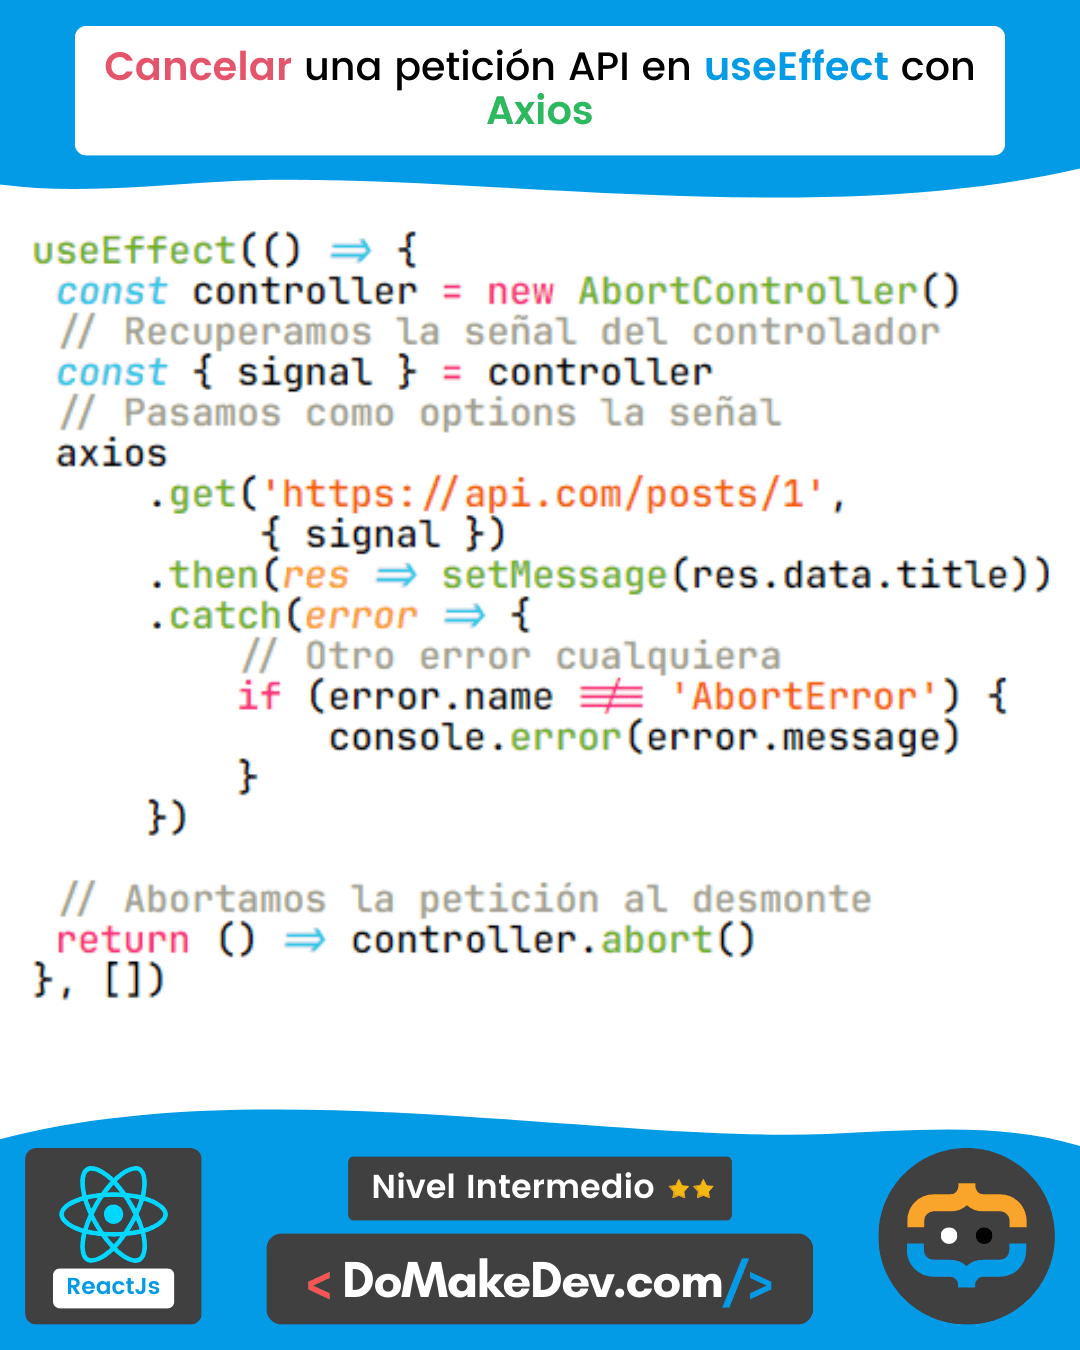 Cancelar una petición API en useEffect con
Axios
useEffect(() => {
const controller = new AbortController()
// Recuperamos la señal del controlador
const { signal } = controller
// Pasamos como options la señal
axios
.get('https://api.com/posts/1',
{ signal })
.then(res => setMessage(res.data.title))
.catch(error => {
// Otro error cualquiera
if (error.name !== 'AbortError') {
console.error(error.message)
}
})
// Abortamos la petición al desmonte
return () => controller.abort()
}, [])
Nivel Intermedio
ReactJs
< DoMakeDev.com/>